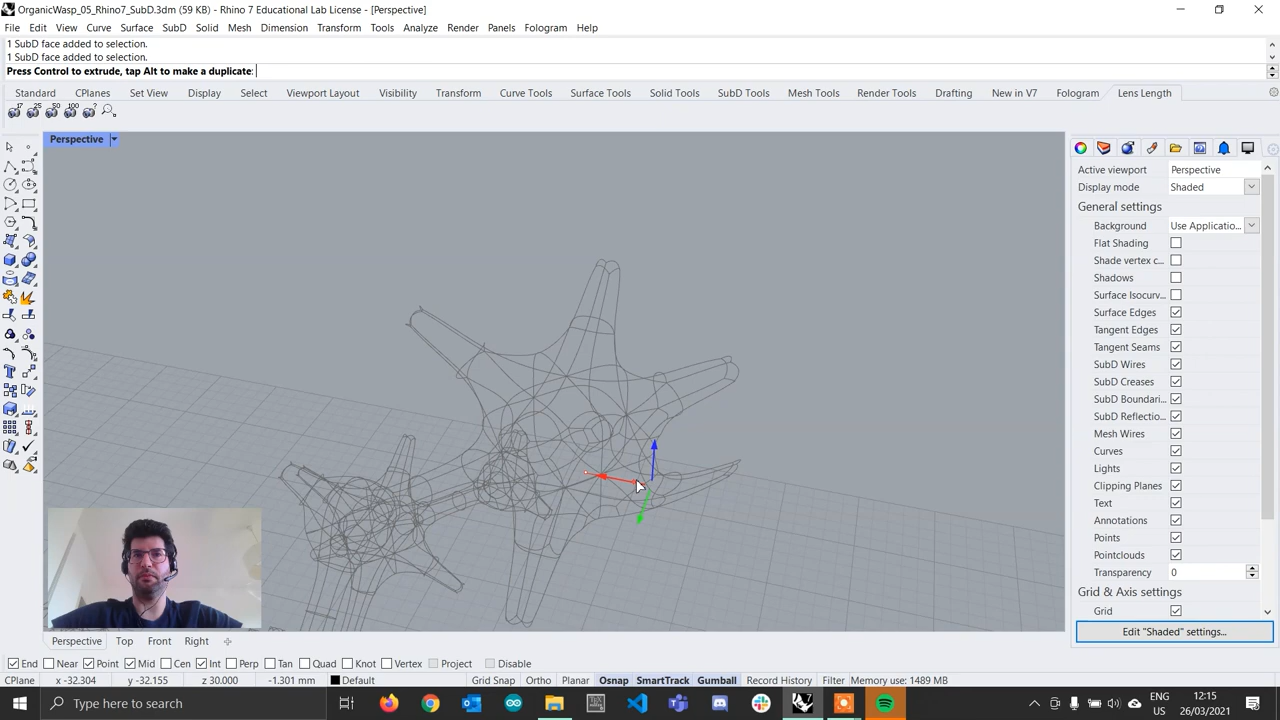 OrganicWasp_05_Rhino7_SubD.3dm (59 KB) - Rhino 7 Educational Lab License - [Perspective]
File Edit View Curve Surface SubD Solid Mesh Dimension Transform Tools Analyze Render Panels Fologram Help
1 SubD face added to selection.
1 SubD face added to selection.
Press Control to extrude, tap Alt to make a duplicate:
Standard CPlanes Set View Display Select Viewport Layout Visibility Transform Curve Tools Surface Tools Solid Tools SubD Tools Mesh Tools Render Tools Drafting New in V7 Fologram Lens Length
17 25 50 100 ?
Perspective
Active viewport Perspective
Display mode Shaded
General settings
Background Use Applicatio...
Flat Shading
Shade vertex c...
Shadows
Surface Isocurv...
Surface Edges
Tangent Edges
Tangent Seams
SubD Wires
SubD Creases
SubD Boundari...
SubD Reflectio...
Mesh Wires
Curves
Lights
Clipping Planes
Text
Annotations
Points
Pointclouds
Transparency 0
Grid & Axis settings
Grid
Edit "Shaded" settings...
Perspective Top Front Right
End Near Point Mid Cen Int Perp Tan Quad Knot Vertex Project Disable
CPlane x -32.304 y -32.155 z 30.000 -1.301 mm Default Grid Snap Ortho Planar Osnap SmartTrack Gumball Record History Filter Memory use: 1489 MB
Type here to search
ENG
US
12:15
26/03/2021